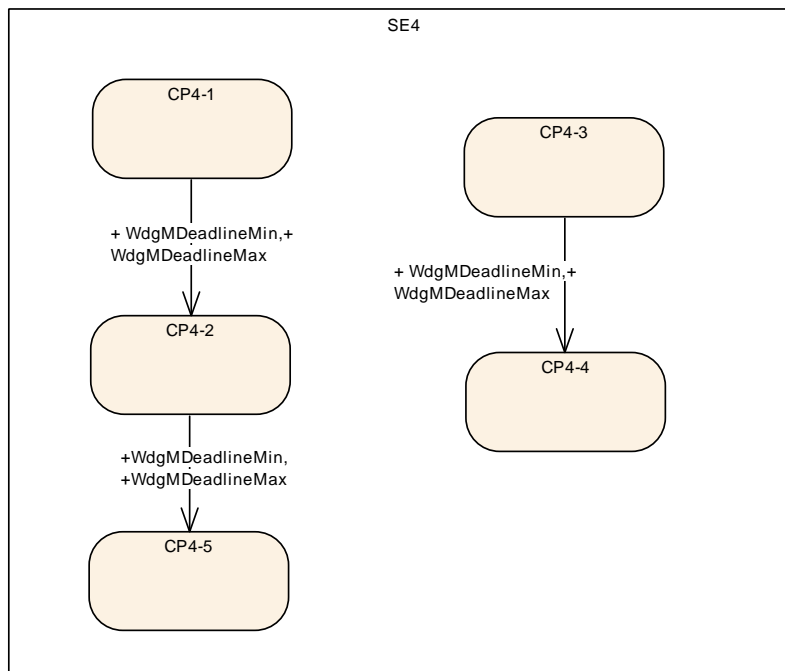 SE4
CP4-1
+ WdgMDeadlineMin,+
WdgMDeadlineMax
CP4-2
+WdgMDeadlineMin,
+WdgMDeadlineMax
CP4-5
CP4-3
+ WdgMDeadlineMin,+
WdgMDeadlineMax
CP4-4